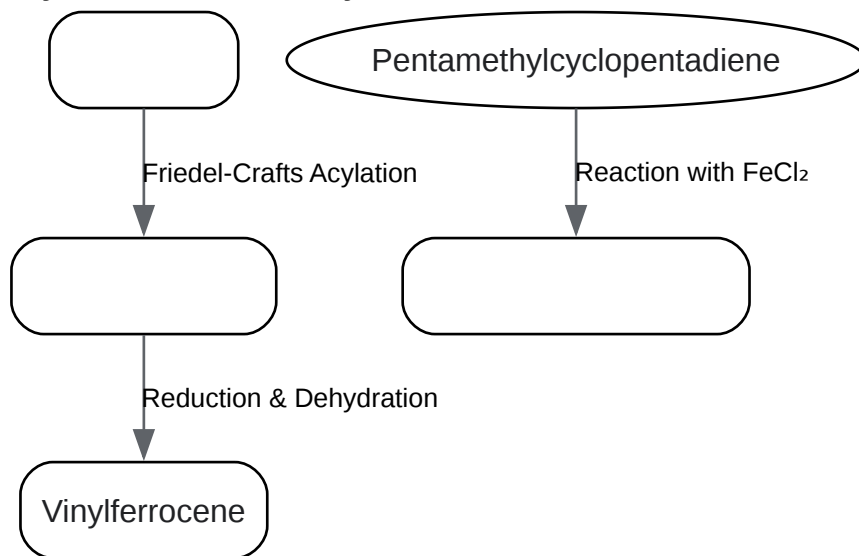 Pentamethylcyclopentadiene
Friedel-Crafts Acylation
Reaction with FeCl₂
Reduction & Dehydration
Vinylferrocene